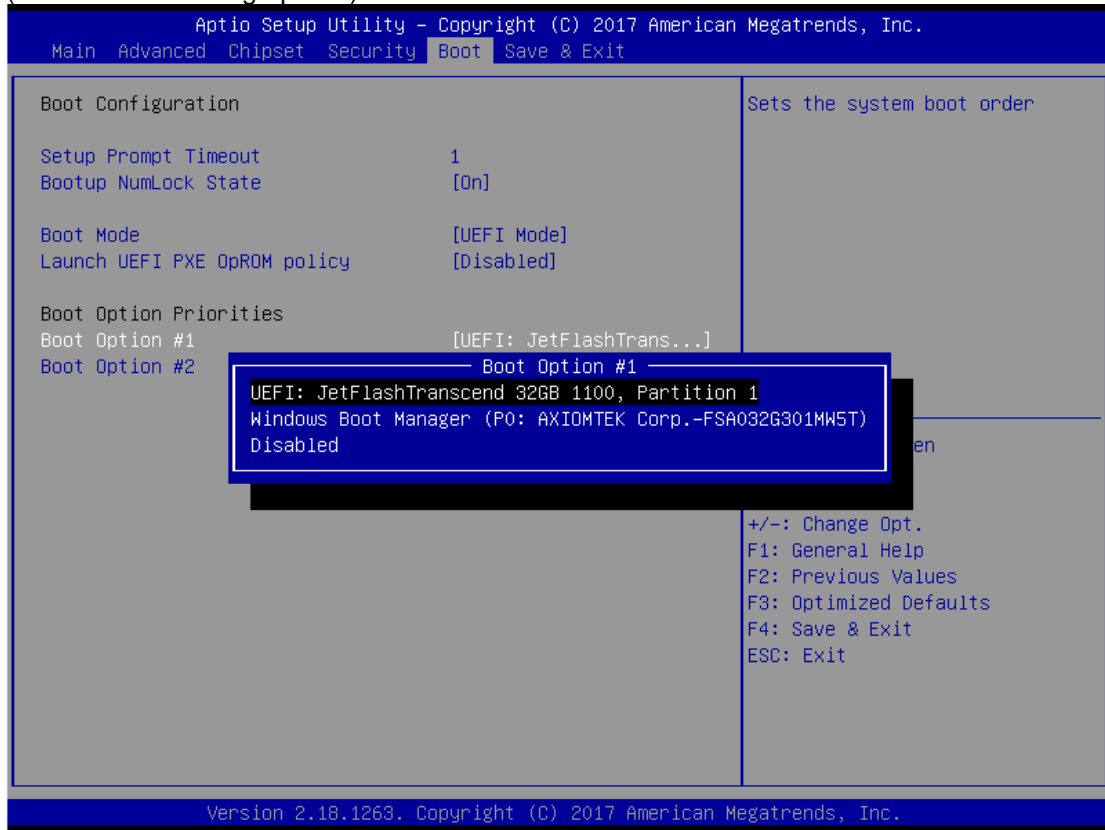 Aptio Setup Utility – Copyright (C) 2017 American Megatrends, Inc.
Main Advanced Chipset Security Boot Save & Exit
Boot Configuration
Setup Prompt Timeout 1
Bootup NumLock State [On]
Boot Mode [UEFI Mode]
Launch UEFI PXE OpROM policy [Disabled]
Boot Option Priorities
Boot Option #1 [UEFI: JetFlashTrans...]
Boot Option #2
Boot Option #1
UEFI: JetFlashTranscend 32GB 1100, Partition 1
Windows Boot Manager (P0: AXIOMTEK Corp.-FSA032G301MW5T)
Disabled
Sets the system boot order
en
+/-: Change Opt.
F1: General Help
F2: Previous Values
F3: Optimized Defaults
F4: Save & Exit
ESC: Exit
Version 2.18.1263. Copyright (C) 2017 American Megatrends, Inc.